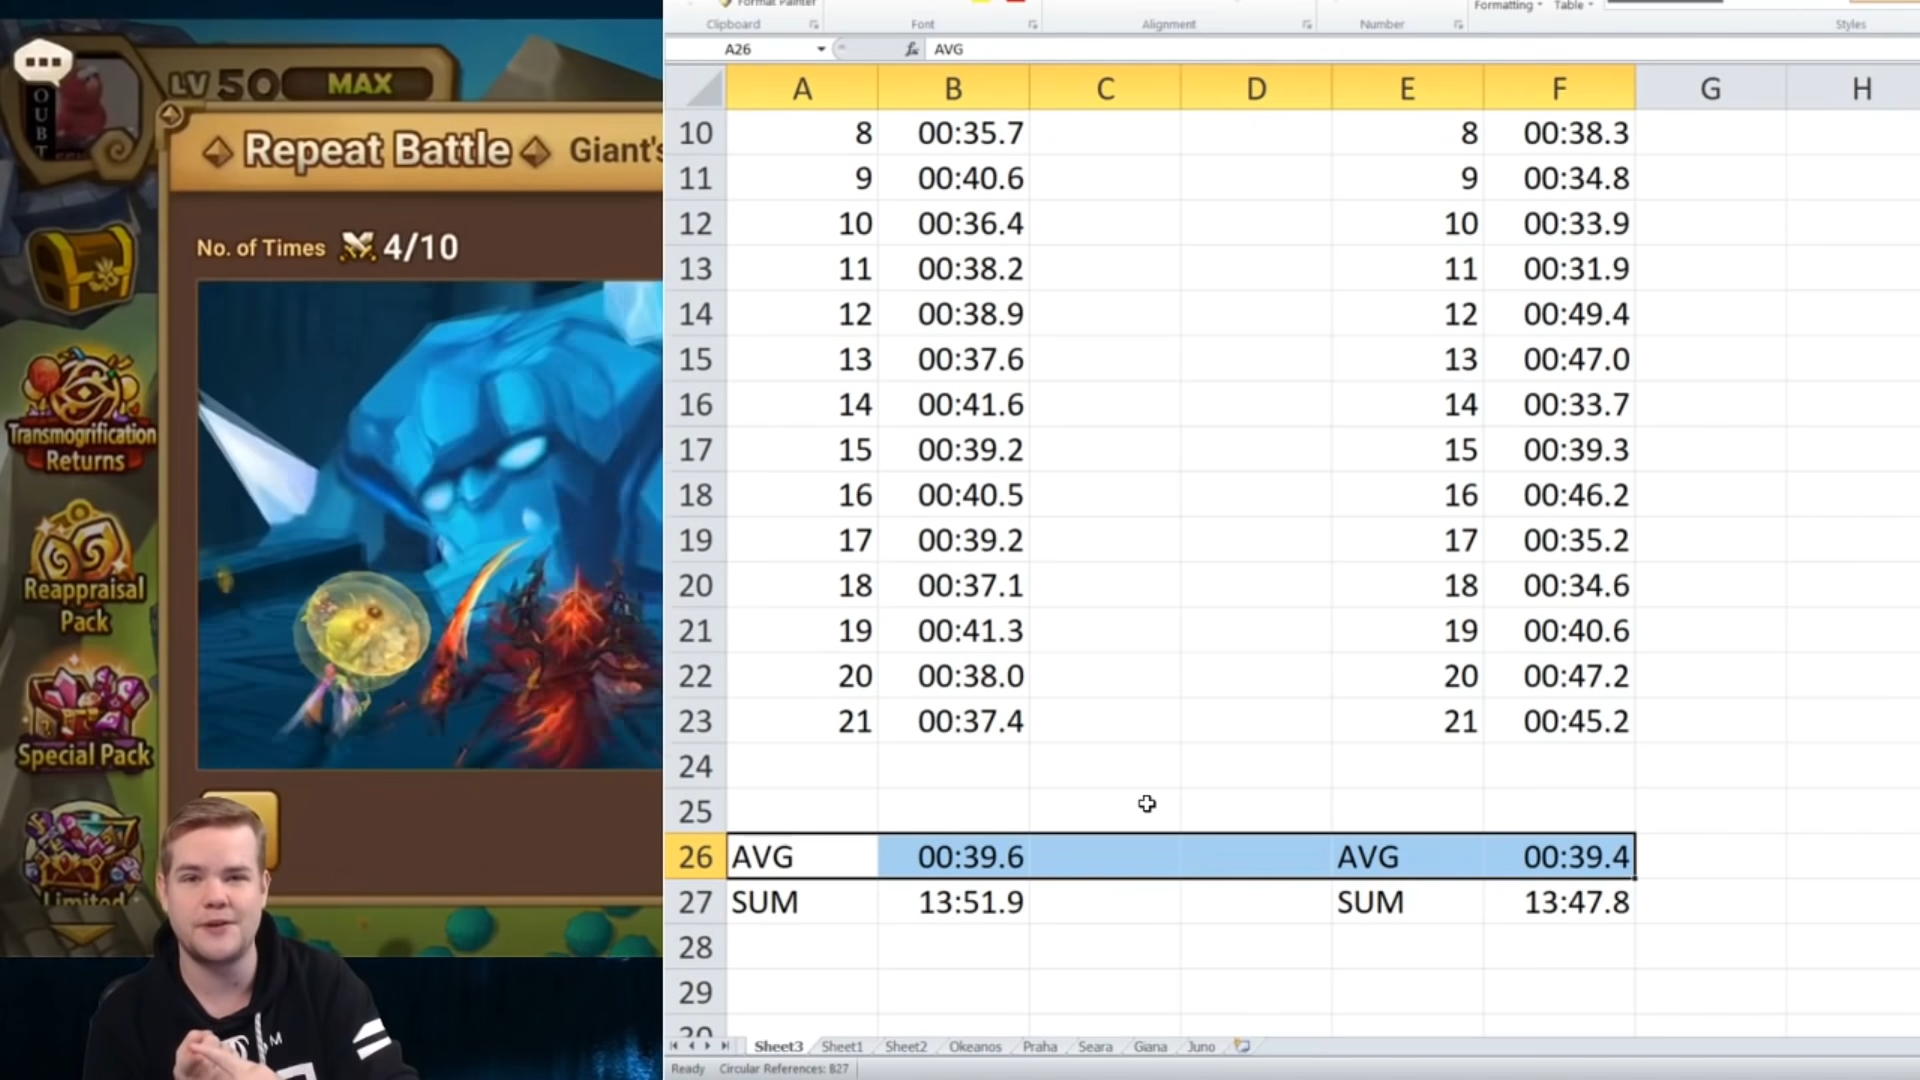 LV 50 MAX
O
U
B
T
Repeat Battle Giant's
No. of Times 4/10
Transmogrification
Returns
Reappraisal
Pack
Special Pack
Limited
Format Painter
Formatting Table
Clipboard Font Alignment Number Styles
A26 fx AVG
A B C D E F G H
10 8 00:35.7 8 00:38.3
11 9 00:40.6 9 00:34.8
12 10 00:36.4 10 00:33.9
13 11 00:38.2 11 00:31.9
14 12 00:38.9 12 00:49.4
15 13 00:37.6 13 00:47.0
16 14 00:41.6 14 00:33.7
17 15 00:39.2 15 00:39.3
18 16 00:40.5 16 00:46.2
19 17 00:39.2 17 00:35.2
20 18 00:37.1 18 00:34.6
21 19 00:41.3 19 00:40.6
22 20 00:38.0 20 00:47.2
23 21 00:37.4 21 00:45.2
24
25
26 AVG 00:39.6 AVG 00:39.4
27 SUM 13:51.9 SUM 13:47.8
28
29
30
Sheet3 Sheet1 Sheet2 Okeanos Praha Seara Giana Juno
Ready Circular References: B27